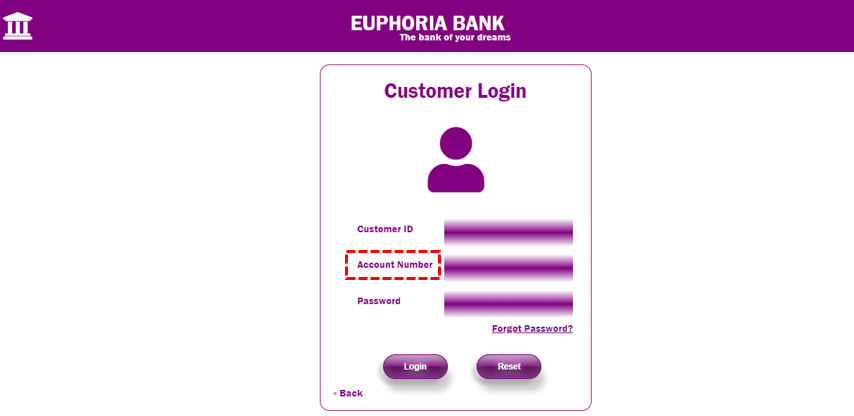 EUPHORIA BANK
The bank of your dreams
Customer Login
Customer ID
Account Number
Password
Forgot Password?
Login Reset
« Back